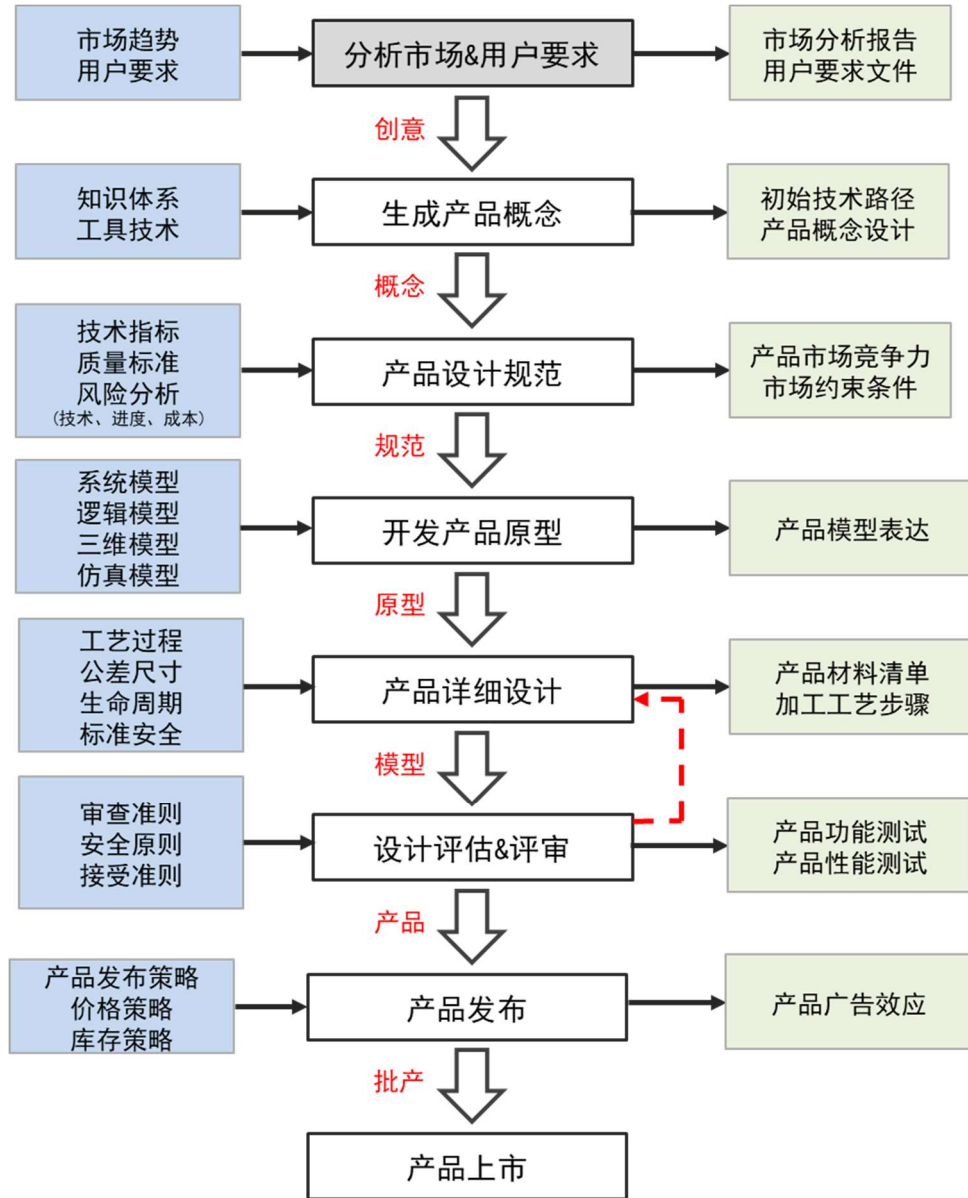 市场趋势
用户要求
分析市场&用户要求
市场分析报告
用户要求文件
创意
知识体系
工具技术
生成产品概念
初始技术路径
产品概念设计
概念
技术指标
质量标准
风险分析
(技术、进度、成本)
产品设计规范
产品市场竞争力
市场约束条件
规范
系统模型
逻辑模型
三维模型
仿真模型
开发产品原型
产品模型表达
原型
工艺过程
公差尺寸
生命周期
标准安全
产品详细设计
产品材料清单
加工工艺步骤
模型
审查准则
安全原则
接受准则
设计评估&评审
产品功能测试
产品性能测试
产品
产品发布策略
价格策略
库存策略
产品发布
产品广告效应
批产
产品上市